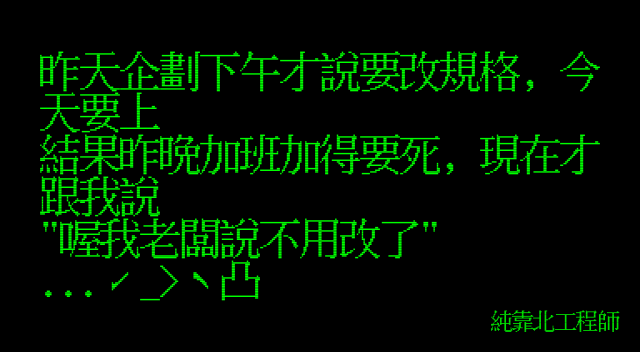 昨天企劃下午才說要改規格，今
天要上
結果昨晚加班加得要死，現在才
跟我說
"喔我老闆說不用改了"
...ˊ_>ˋ凸
純靠北工程師